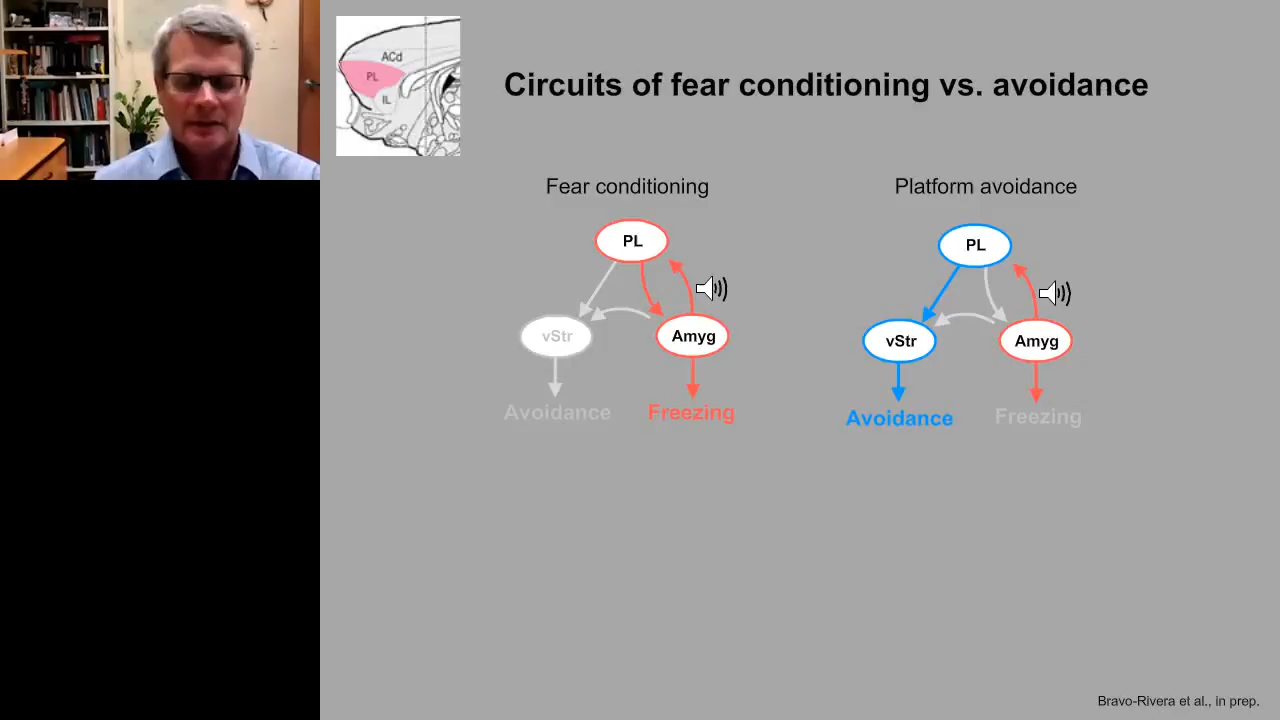 ACd
PL
IL
Circuits of fear conditioning vs. avoidance
Fear conditioning
PL
vStr
Amyg
Avoidance
Freezing
Platform avoidance
PL
vStr
Amyg
Avoidance
Freezing
Bravo-Rivera et al., in prep.